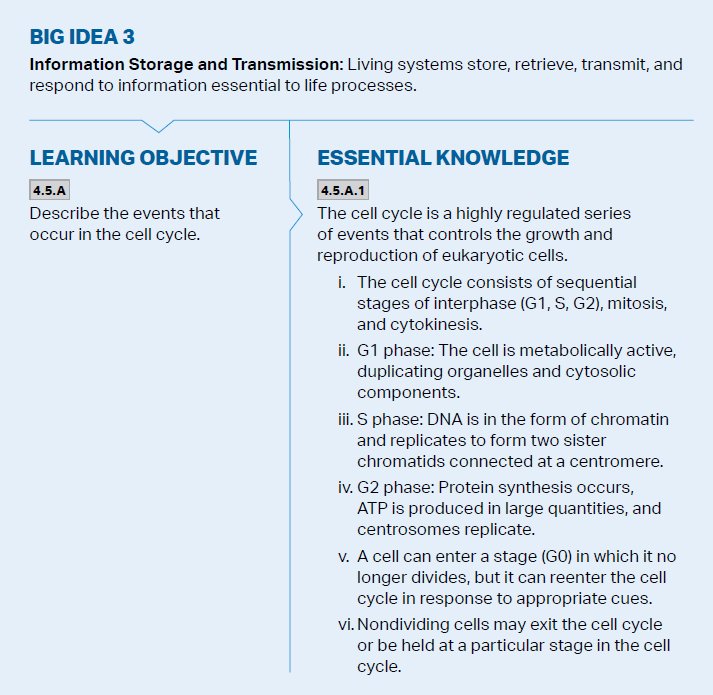 BIG IDEA 3
Information Storage and Transmission: Living systems store, retrieve, transmit, and
respond to information essential to life processes.
LEARNING OBJECTIVE
4.5.A
Describe the events that
occur in the cell cycle.
ESSENTIAL KNOWLEDGE
4.5.A.1
The cell cycle is a highly regulated series
of events that controls the growth and
reproduction of eukaryotic cells.
i. The cell cycle consists of sequential
stages of interphase (G1, S, G2), mitosis,
and cytokinesis.
ii. G1 phase: The cell is metabolically active,
duplicating organelles and cytosolic
components.
iii. S phase: DNA is in the form of chromatin
and replicates to form two sister
chromatids connected at a centromere.
iv. G2 phase: Protein synthesis occurs,
ATP is produced in large quantities, and
centrosomes replicate.
v. A cell can enter a stage (G0) in which it no
longer divides, but it can reenter the cell
cycle in response to appropriate cues.
vi. Nondividing cells may exit the cell cycle
or be held at a particular stage in the cell
cycle.